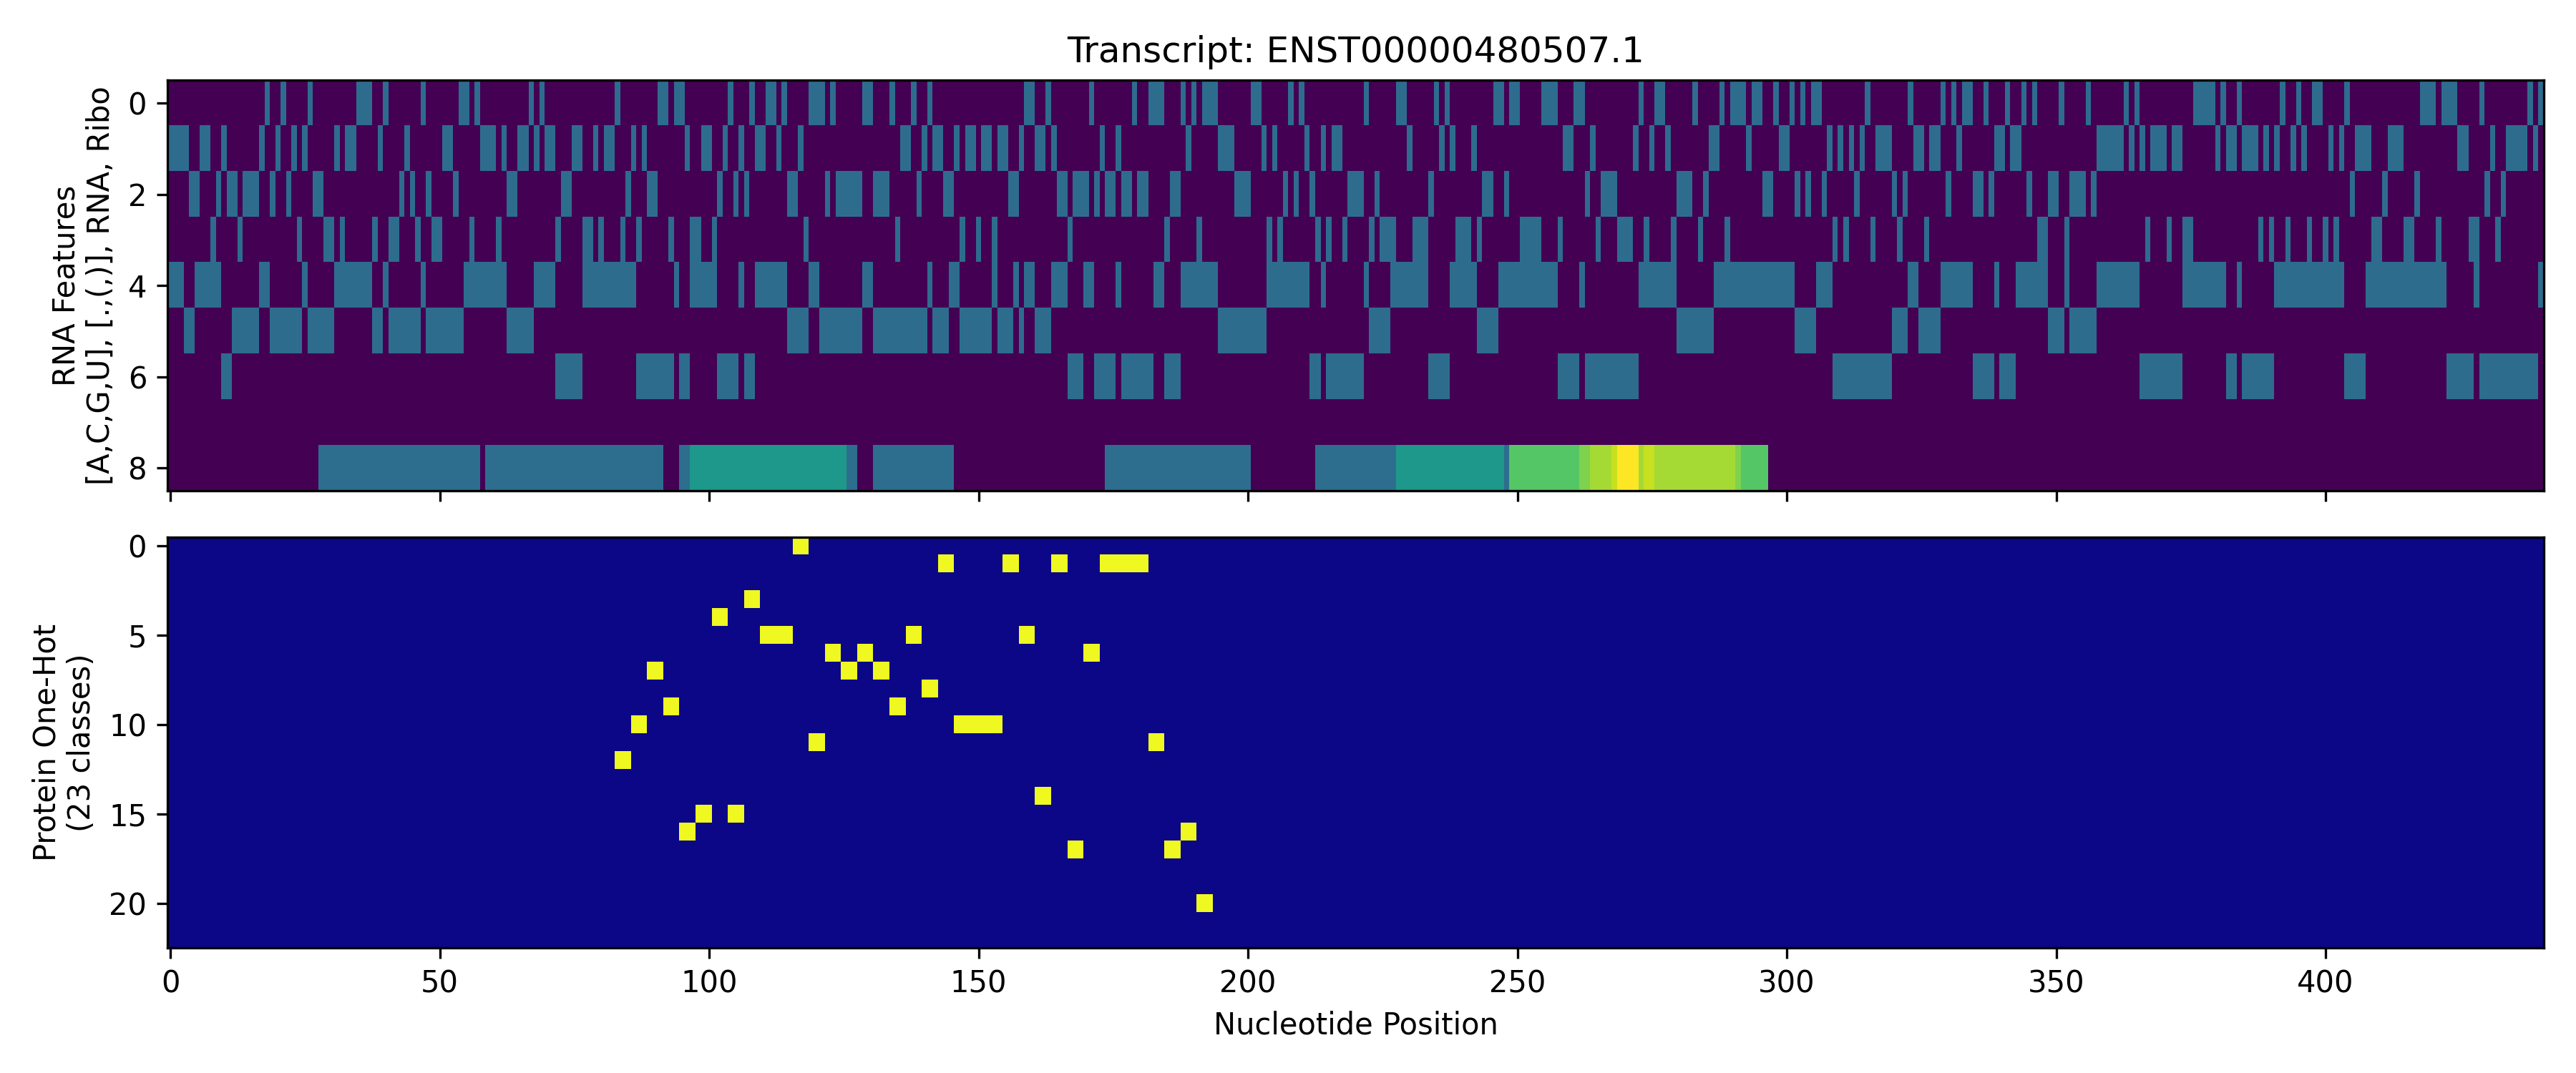 Transcript: ENST00000480507.1
RNA Features
[A,C,G,U], [.,(,)], RNA, Ribo
0
2
4
6
8
Protein One-Hot
(23 classes)
0
5
10
15
20
0 50 100 150 200 250 300 350 400
Nucleotide Position